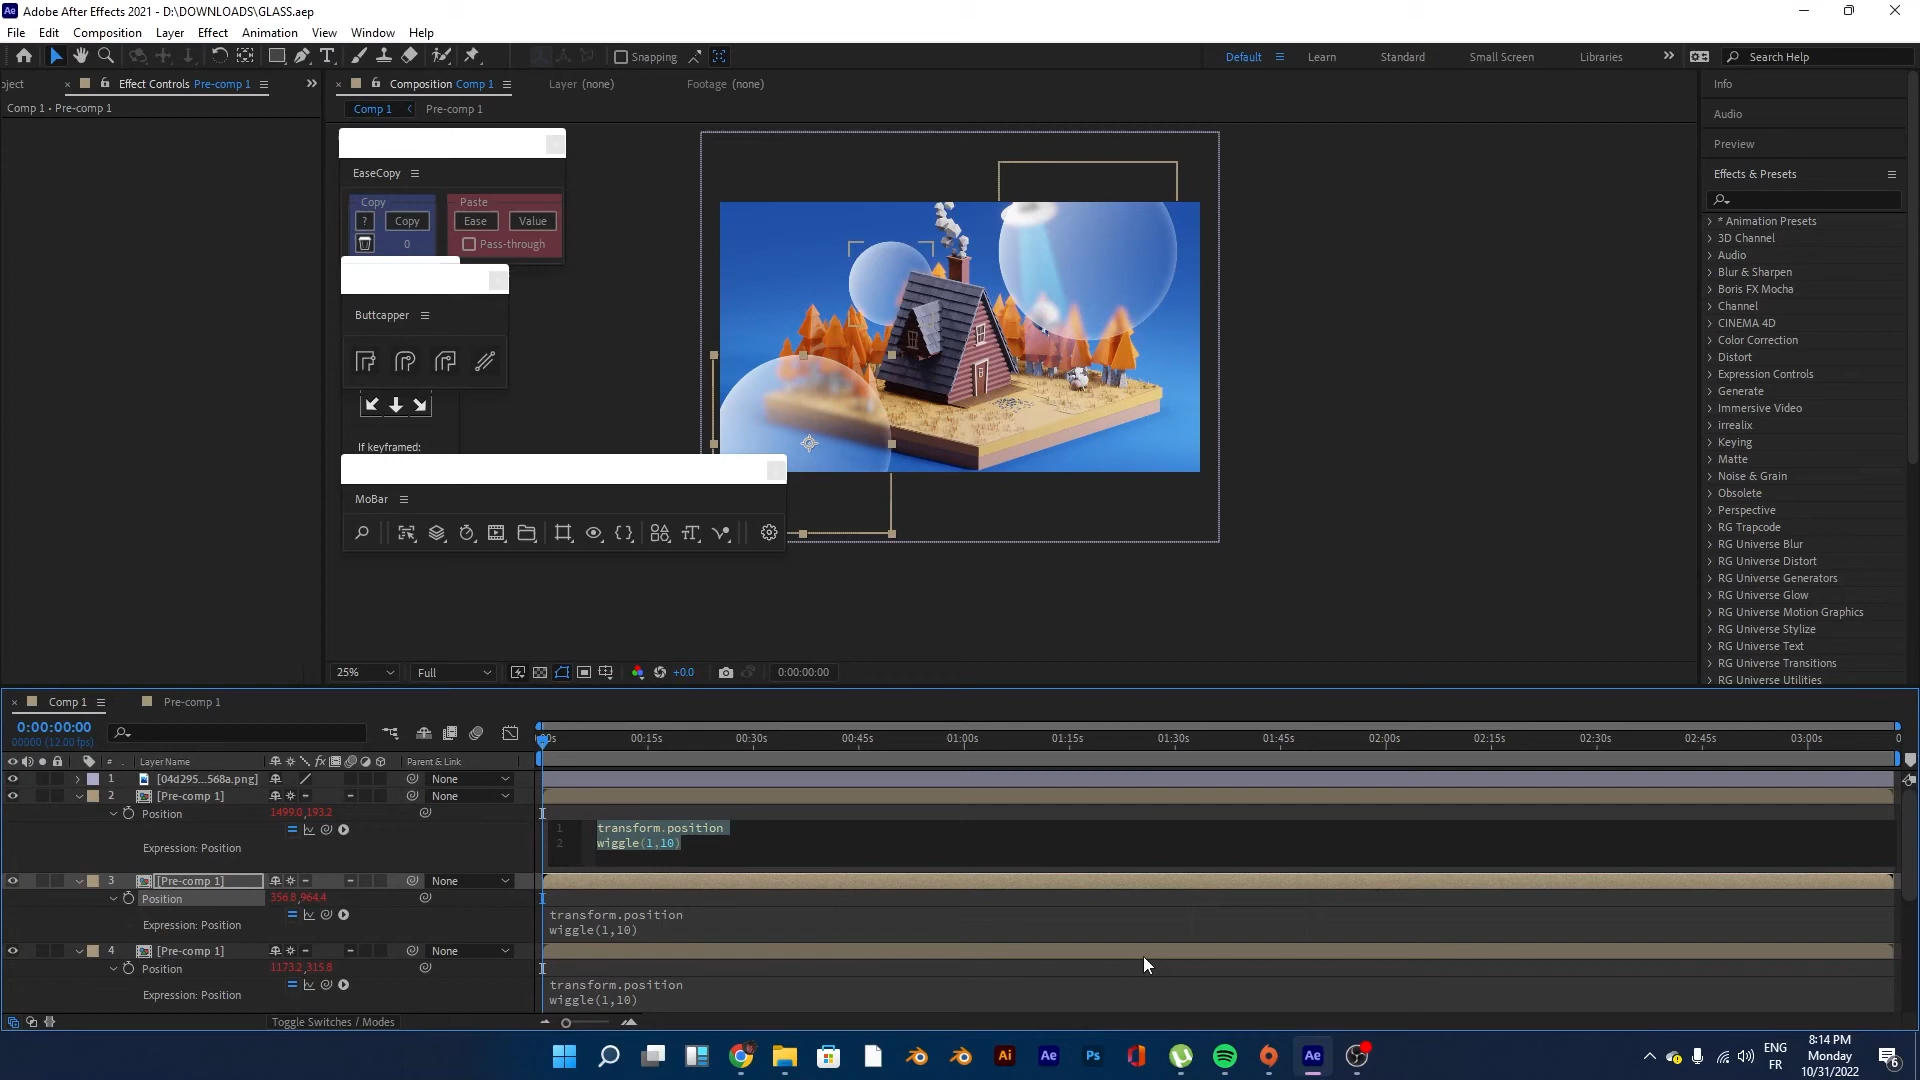 Adobe After Effects 2021 - D:\DOWNLOADS\GLASS.aep
File Edit Composition Layer Effect Animation View Window Help
Snapping
Default Learn Standard Small Screen Libraries Search Help
oject Effect Controls Pre-comp 1
Composition Comp 1 Layer (none) Footage (none)
Comp 1 • Pre-comp 1
Comp 1 Pre-comp 1
EaseCopy
Copy Paste
? Copy Ease Value
0 Pass-through
Buttcapper
If keyframed:
MoBar
25% Full +0.0 0:00:00:00
Info
Audio
Preview
Effects & Presets
* Animation Presets
3D Channel
Audio
Blur & Sharpen
Boris FX Mocha
Channel
CINEMA 4D
Color Correction
Distort
Expression Controls
Generate
Immersive Video
irrealix
Keying
Matte
Noise & Grain
Obsolete
Perspective
RG Trapcode
RG Universe Blur
RG Universe Distort
RG Universe Generators
RG Universe Glow
RG Universe Motion Graphics
RG Universe Stylize
RG Universe Text
RG Universe Transitions
RG Universe Utilities
Comp 1 Pre-comp 1
0:00:00:00
00000 (12.00 fps)
00s 00:15s 00:30s 00:45s 01:00s 01:15s 01:30s 01:45s 02:00s 02:15s 02:30s 02:45s 03:00s 0
# Layer Name fx Parent & Link
1 [04d295...568a.png] None
2 [Pre-comp 1] None
Position 1499.0,193.2
1 transform.position
2 wiggle(1,10)
Expression: Position
3 [Pre-comp 1] None
Position 356.8,964.4
transform.position
Expression: Position
wiggle(1,10)
4 [Pre-comp 1] None
Position 1173.2,315.8
transform.position
Expression: Position
wiggle(1,10)
Toggle Switches / Modes
Ai Ae Ps Ae
ENG
FR
8:14 PM
Monday
10/31/2022
6